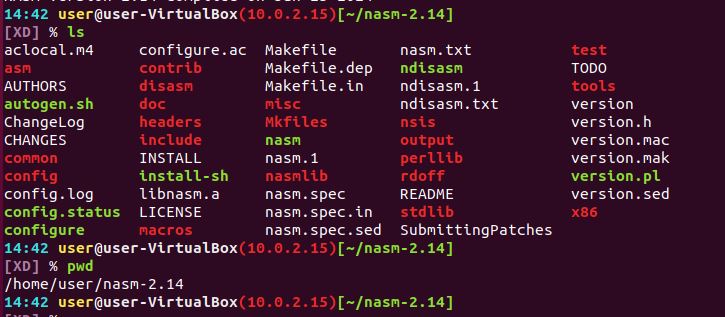 14:42 user@user-VirtualBox(10.0.2.15)[~/nasm-2.14]
[XD] % ls
aclocal.m4 configure.ac Makefile nasm.txt test
asm contrib Makefile.dep ndisasm TODO
AUTHORS disasm Makefile.in ndisasm.1 tools
autogen.sh doc misc ndisasm.txt version
ChangeLog headers Mkfiles nsis version.h
CHANGES include nasm output version.mac
common INSTALL nasm.1 perllib version.mak
config install-sh nasmlib rdoff version.pl
config.log libnasm.a nasm.spec README version.sed
config.status LICENSE nasm.spec.in stdlib x86
configure macros nasm.spec.sed SubmittingPatches
14:42 user@user-VirtualBox(10.0.2.15)[~/nasm-2.14]
[XD] % pwd
/home/user/nasm-2.14
14:42 user@user-VirtualBox(10.0.2.15)[~/nasm-2.14]
[XD] %